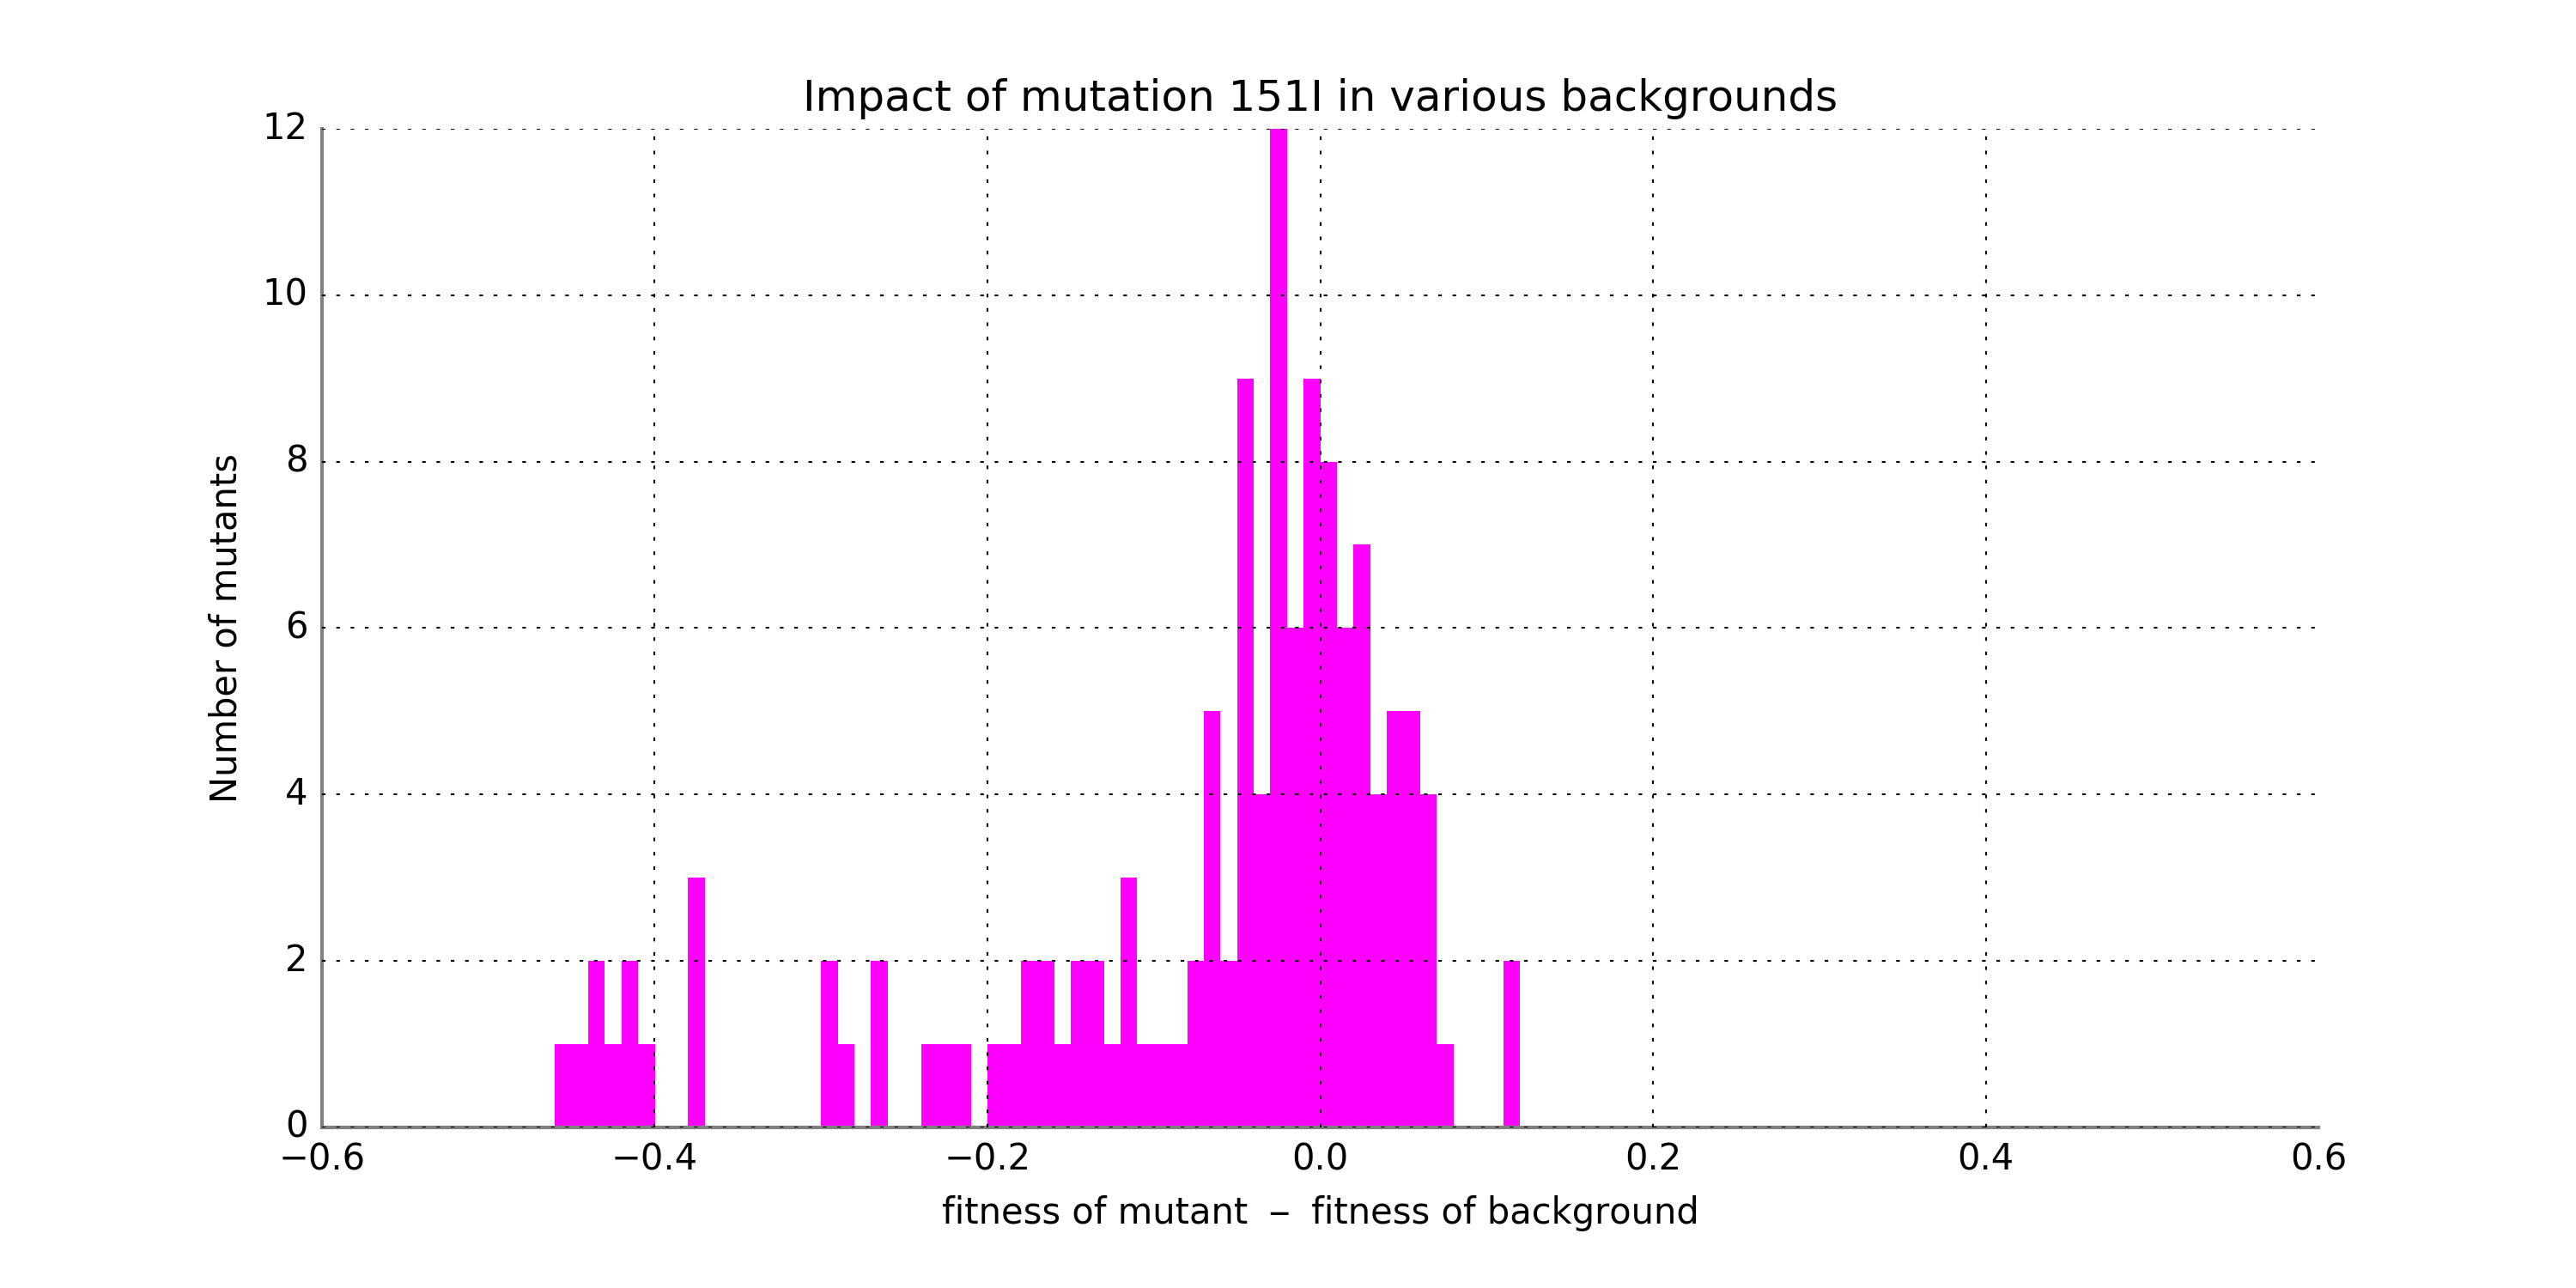 Impact of mutation 151I in various backgrounds
12
10
8
6
4
2
0
Number of mutants
−0.6 −0.4 −0.2 0.0 0.2 0.4 0.6
fitness of mutant − fitness of background